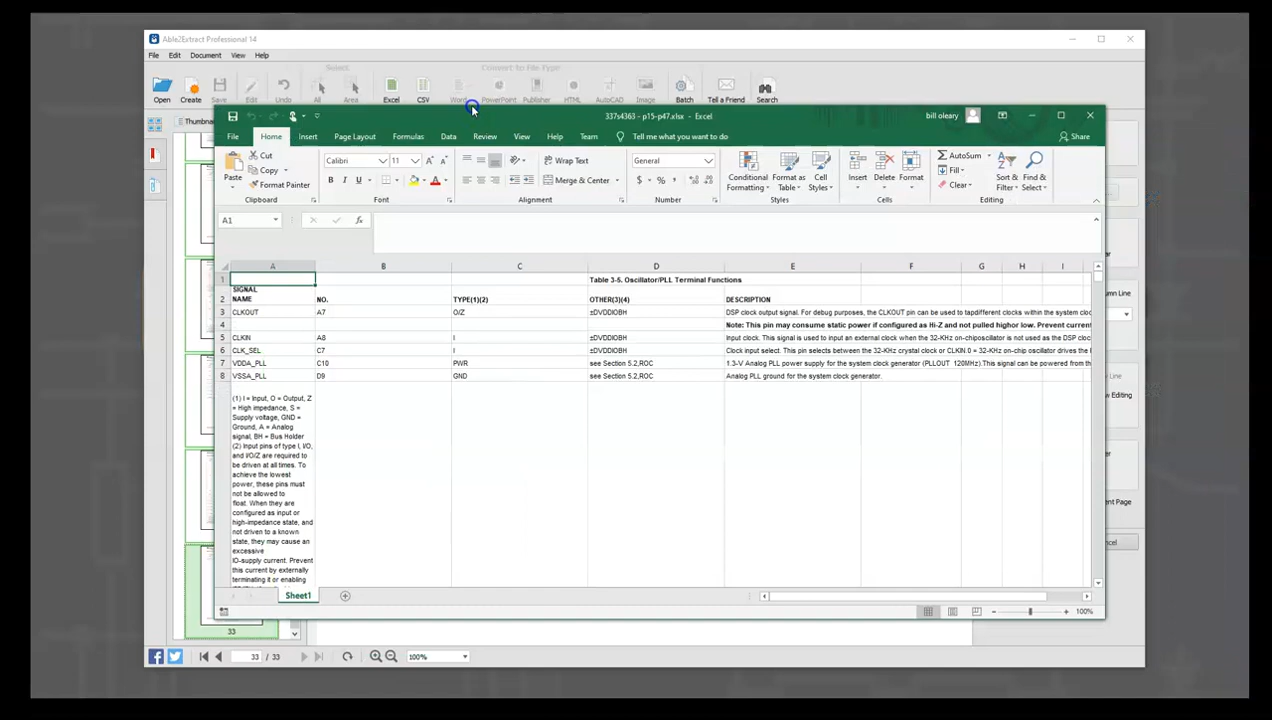 Able2Extract Professional 14
File Edit Document View Help
Select Convert to File Type
Open Create Save Edit Undo All Area Excel CSV Word PowerPoint Publisher HTML AutoCAD Image Batch Tell a Friend Search
337s4363 - p15-p47.xlsx - Excel
bill oleary
File Home Insert Page Layout Formulas Data Review View Help Team Tell me what you want to do Share
Paste Cut Copy Format Painter
Clipboard
Calibri 11
B I U A
Font
Wrap Text
Merge & Center
Alignment
General
$ % ,
Number
Conditional Formatting Format as Table Cell Styles
Styles
Insert Delete Format
Cells
AutoSum Fill Clear Sort & Filter Find & Select
Editing
A1 fx
A B C D E F G H I
1 Table 3-5. Oscillator/PLL Terminal Functions
SIGNAL
2 NAME NO. TYPE(1)(2) OTHER(3)(4) DESCRIPTION
3 CLKOUT A7 O/Z ±DVDDIOBH DSP clock output signal. For debug purposes, the CLKOUT pin can be used to tapdifferent clocks within the system cloc
4 Note: This pin may consume static power if configured as Hi-Z and not pulled highor low. Prevent current
5 CLKIN A8 I ±DVDDIOBH Input clock. This signal is used to input an external clock when the 32-KHz on-chiposcillator is not used as the DSP cloc
6 CLK_SEL C7 I ±DVDDIOBH Clock input select. This pin selects between the 32-KHz crystal clock or CLKIN.0 = 32-KHz on-chip oscillator drives the
7 VDDA_PLL C10 PWR see Section 5.2,ROC 1.3-V Analog PLL power supply for the system clock generator (PLLOUT 120MHz).This signal can be powered from the
8 VSSA_PLL D9 GND see Section 5.2,ROC Analog PLL ground for the system clock generator.
(1) I = Input, O = Output, Z
= High impedance, S =
Supply voltage, GND =
Ground, A = Analog
signal, BH = Bus Holder
(2) Input pins of type I, I/O,
and I/O/Z are required to
be driven at all times. To
achieve the lowest
power, these pins must
not be allowed to
float. When they are
configured as input or
high-impedance state, and
not driven to a known
state, they may cause an
excessive
IO-supply current. Prevent
this current by externally
terminating it or enabling
Sheet1
100%
33
33 / 33
100%